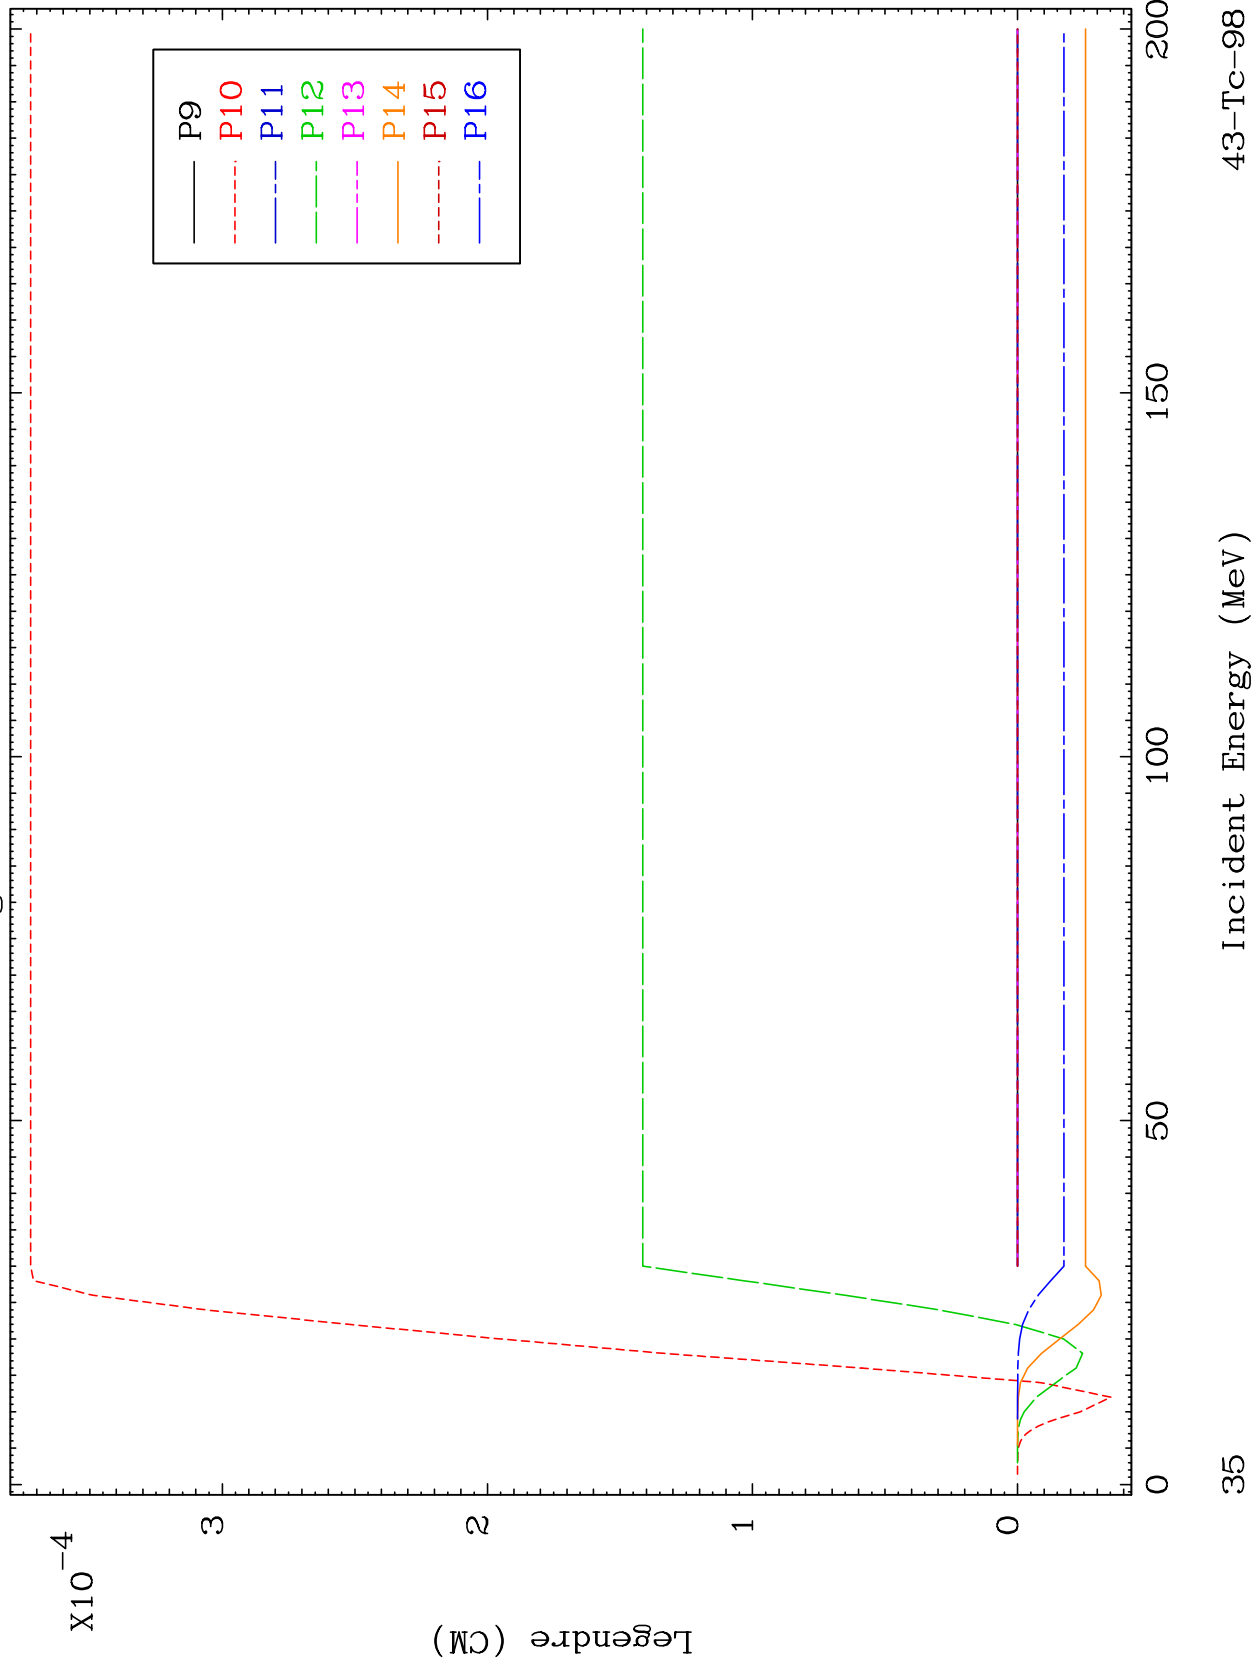 X10-4
3
2
1
0
Legendre (CM)
P9
P10
P11
P12
P13
P14
P15
P16
0
50
100
150
200
35
Incident Energy (MeV)
43-Tc-98